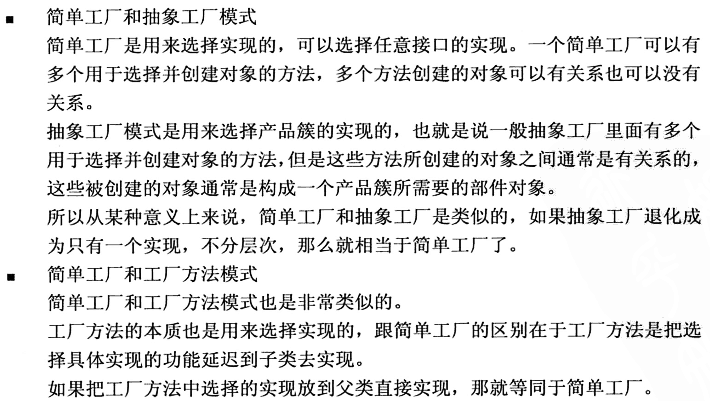 ■ 简单工厂和抽象工厂模式
简单工厂是用来选择实现的，可以选择任意接口的实现。一个简单工厂可以有
多个用于选择并创建对象的方法，多个方法创建的对象可以有关系也可以没有
关系。
抽象工厂模式是用来选择产品簇的实现的，也就是说一般抽象工厂里面有多个
用于选择并创建对象的方法，但是这些方法所创建的对象之间通常是有关系的，
这些被创建的对象通常是构成一个产品簇所需要的部件对象。
所以从某种意义上来说，简单工厂和抽象工厂是类似的，如果抽象工厂退化成
为只有一个实现，不分层次，那么就相当于简单工厂了。
■ 简单工厂和工厂方法模式
简单工厂和工厂方法模式也是非常类似的。
工厂方法的本质也是用来选择实现的，跟简单工厂的区别在于工厂方法是把选
择具体实现的功能延迟到子类去实现。
如果把工厂方法中选择的实现放到父类直接实现，那就等同于简单工厂。